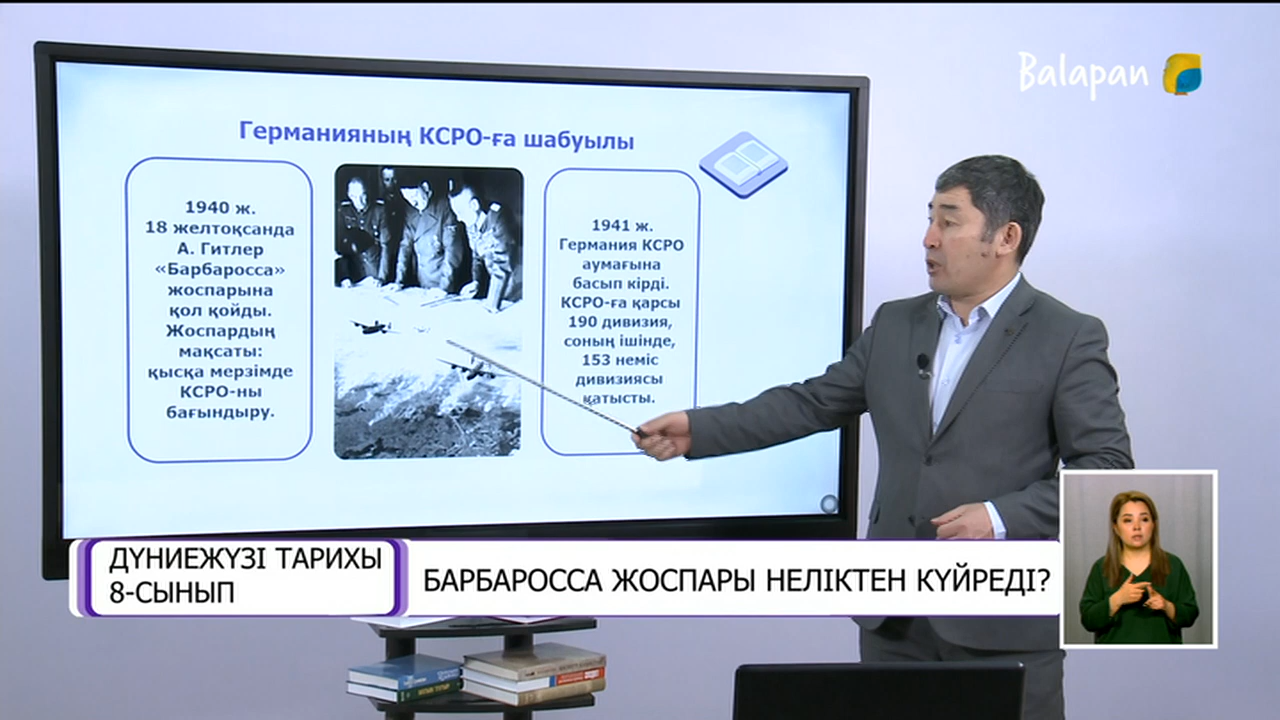 Balapan
Германияның КСРО-ға шабуылы
1940 ж.
18 желтоқсанда
А. Гитлер
«Барбаросса»
жоспарына
қол қойды.
Жоспардың
мақсаты:
қысқа мерзімде
КСРО-ны
бағындыру.
1941 ж.
Германия КСРО
аумағына
басып кірді.
КСРО-ға қарсы
190 дивизия,
соның ішінде,
153 неміс
дивизиясы
қатысты.
ДҮНИЕЖҮЗІ ТАРИХЫ
8-СЫНЫП
БАРБАРОССА ЖОСПАРЫ НЕЛІКТЕН КҮЙРЕДІ?